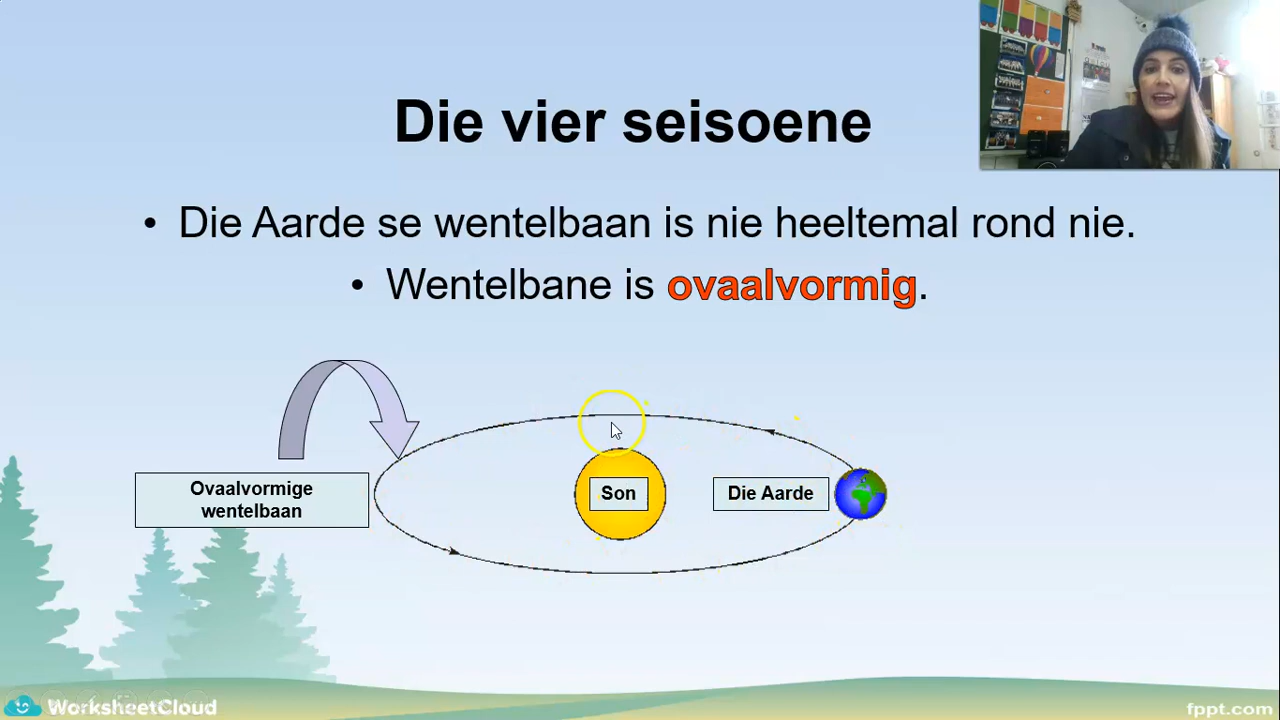 Die vier seisoene
• Die Aarde se wentelbaan is nie heeltemal rond nie.
• Wentelbane is ovaalvormig.
Ovaalvormige
wentelbaan
Son
Die Aarde
WorksheetCloud
fppt.com